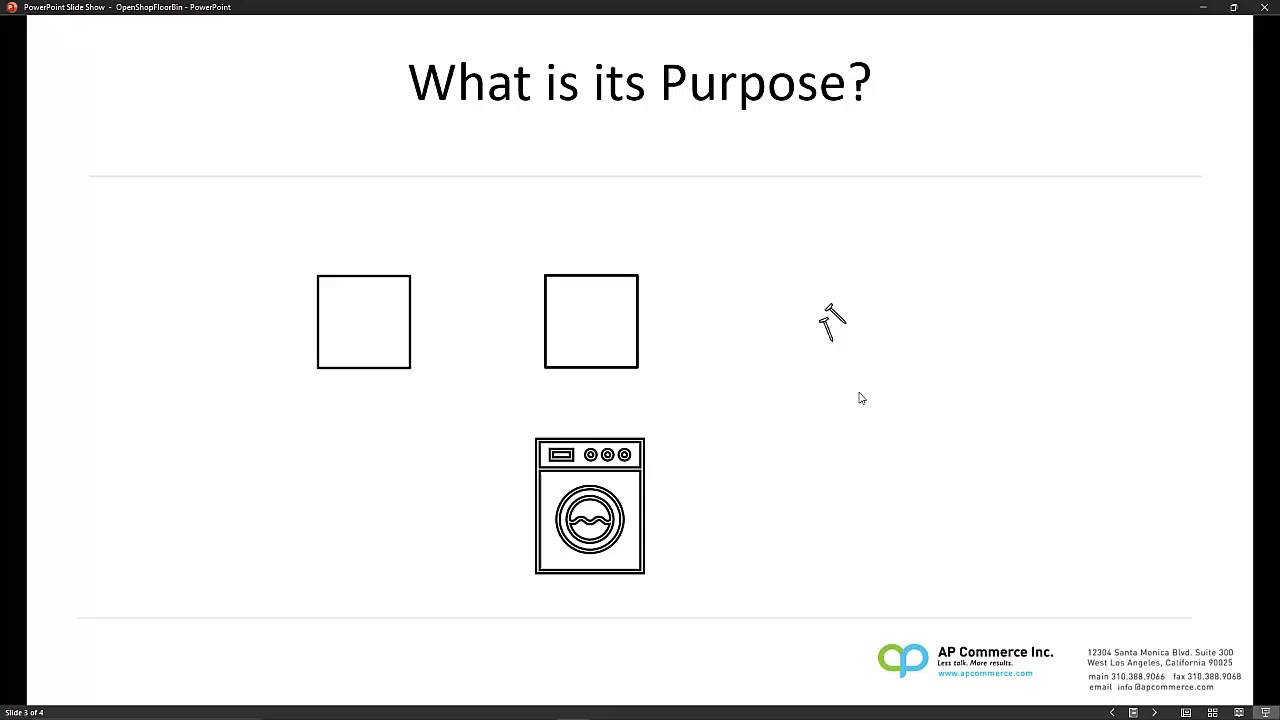 PowerPoint Slide Show - OpenShopFloorBin - PowerPoint
What is its Purpose?
AP Commerce Inc.
Less talk. More results.
www.apcommerce.com
12304 Santa Monica Blvd. Suite 300
West Los Angeles, California 90025
main 310.388.9066 fax 310.388.9068
email info@apcommerce.com
Slide 3 of 4